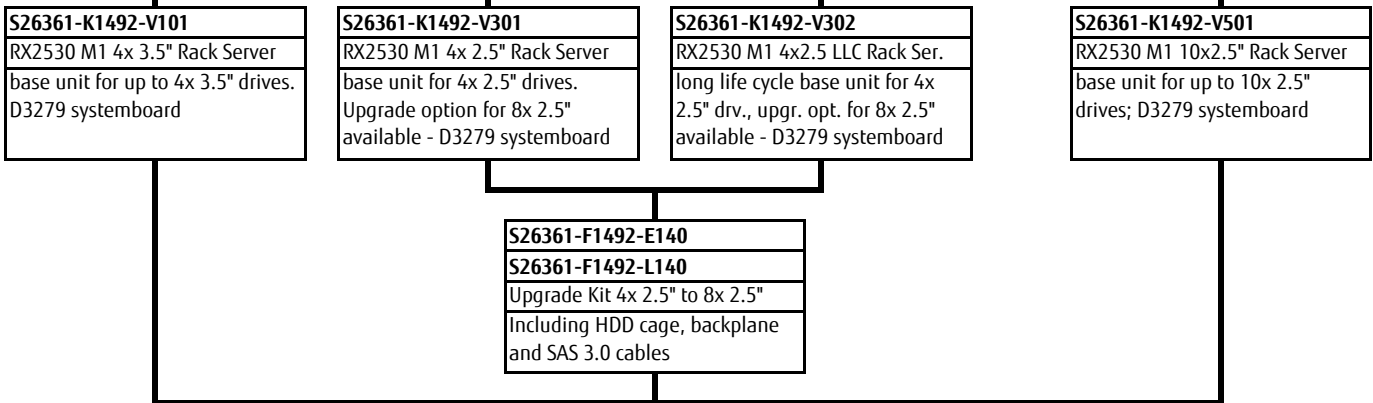 S26361-K1492-V101
RX2530 M1 4x 3.5" Rack Server
base unit for up to 4x 3.5" drives.
D3279 systemboard
S26361-K1492-V301
RX2530 M1 4x 2.5" Rack Server
base unit for 4x 2.5" drives.
Upgrade option for 8x 2.5"
available - D3279 systemboard
S26361-K1492-V302
RX2530 M1 4x2.5 LLC Rack Ser.
long life cycle base unit for 4x
2.5" drv., upgr. opt. for 8x 2.5"
available - D3279 systemboard
S26361-K1492-V501
RX2530 M1 10x2.5" Rack Server
base unit for up to 10x 2.5"
drives; D3279 systemboard
S26361-F1492-E140
S26361-F1492-L140
Upgrade Kit 4x 2.5" to 8x 2.5"
Including HDD cage, backplane
and SAS 3.0 cables